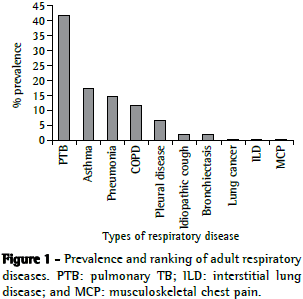 % prevalence
45
40
35
30
25
20
15
10
5
0
PTB
Asthma
Pneumonia
COPD
Pleural disease
Idiopathic cough
Bronchiectasis
Lung cancer
ILD
MCP
Types of respiratory disease
Figure 1 - Prevalence and ranking of adult respiratory
diseases. PTB: pulmonary TB; ILD: interstitial lung
disease; and MCP: musculoskeletal chest pain.